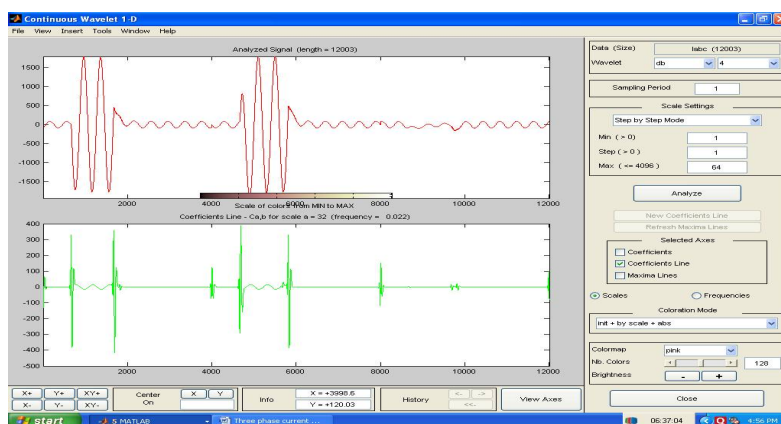 Continuous Wavelet 1-D
File View Insert Tools Window Help
Analyzed Signal (length = 12003)
1500
1000
500
0
-500
-1000
-1500
2000 4000 6000 8000 10000 12000
Scale of colors from MIN to MAX
Coefficients Line - Ca,b for scale a = 32 (frequency = 0.022)
400
300
200
100
0
-100
-200
-300
-400
-500
2000 4000 6000 8000 10000 12000
Data (Size) labc (12003)
Wavelet db 4
Sampling Period 1
Scale Settings
Step by Step Mode
Min ( > 0) 1
Step ( > 0 ) 1
Max ( <= 4096 ) 64
Analyze
New Coefficients Line
Refresh Maxima Lines
Selected Axes
Coefficients
Coefficients Line
Maxima Lines
Scales Frequencies
Coloration Mode
init + by scale + abs
Colormap pink
Nb. Colors 128
Brightness - +
Close
X+ Y+ XY+
X- Y- XY-
Center On X Y
Info X = +3998.6
Y = +120.03
History <- ->
<<-
View Axes
start 5 MATLAB Three phase current ... 06:37:04 4:56 PM